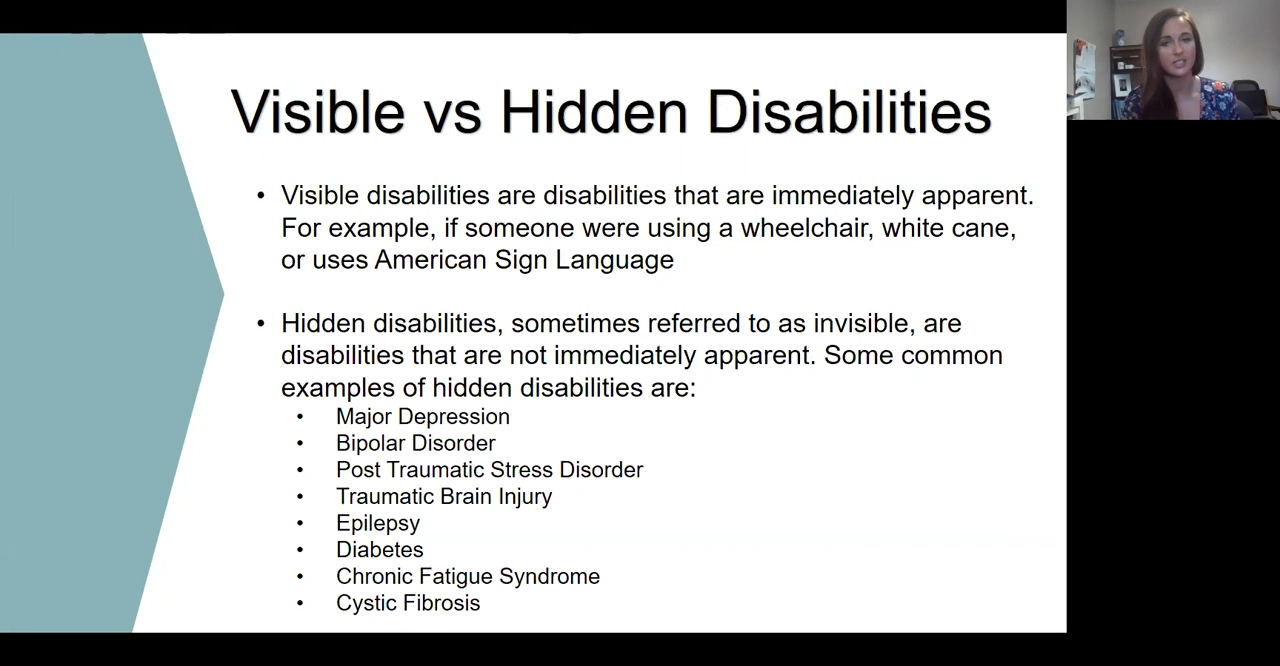 Visible vs Hidden Disabilities
• Visible disabilities are disabilities that are immediately apparent.
For example, if someone were using a wheelchair, white cane,
or uses American Sign Language
• Hidden disabilities, sometimes referred to as invisible, are
disabilities that are not immediately apparent. Some common
examples of hidden disabilities are:
• Major Depression
• Bipolar Disorder
• Post Traumatic Stress Disorder
• Traumatic Brain Injury
• Epilepsy
• Diabetes
• Chronic Fatigue Syndrome
• Cystic Fibrosis